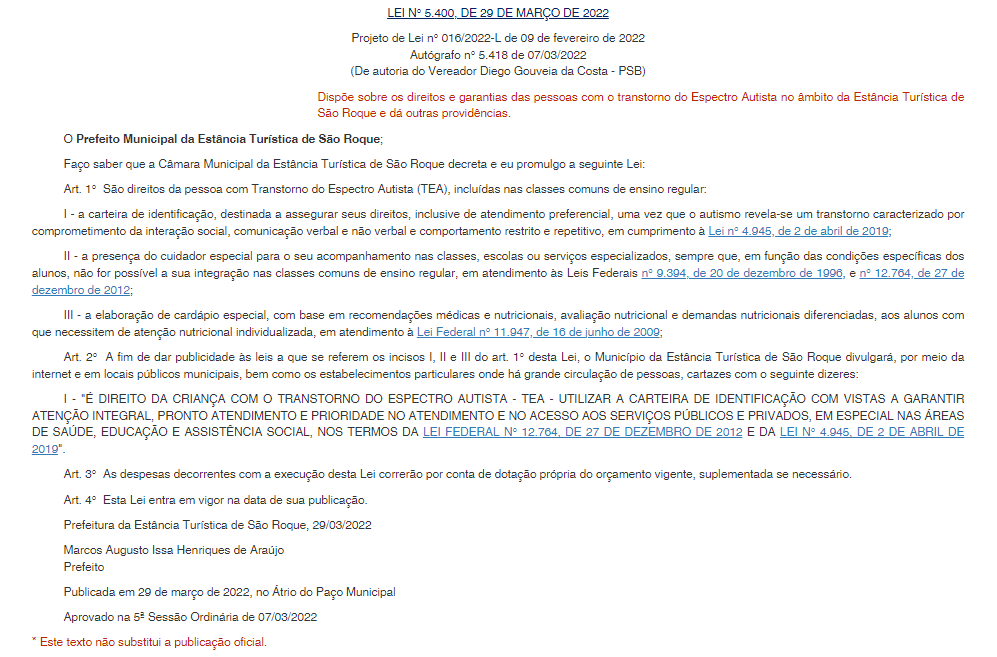 LEI Nº 5.400, DE 29 DE MARÇO DE 2022
Projeto de Lei nº 016/2022-L de 09 de fevereiro de 2022
Autógrafo nº 5.418 de 07/03/2022
(De autoria do Vereador Diego Gouveia da Costa - PSB)
Dispõe sobre os direitos e garantias das pessoas com o transtorno do Espectro Autista no âmbito da Estância Turística de
São Roque e dá outras providências.
O Prefeito Municipal da Estância Turística de São Roque;
Faço saber que a Câmara Municipal da Estância Turística de São Roque decreta e eu promulgo a seguinte Lei:
Art. 1º  São direitos da pessoa com Transtorno do Espectro Autista (TEA), incluídas nas classes comuns de ensino regular:
I - a carteira de identificação, destinada a assegurar seus direitos, inclusive de atendimento preferencial, uma vez que o autismo revela-se um transtorno caracterizado por
comprometimento da interação social, comunicação verbal e não verbal e comportamento restrito e repetitivo, em cumprimento à Lei nº 4.945, de 2 de abril de 2019;
II - a presença do cuidador especial para o seu acompanhamento nas classes, escolas ou serviços especializados, sempre que, em função das condições específicas dos
alunos, não for possível a sua integração nas classes comuns de ensino regular, em atendimento às Leis Federais nº 9.394, de 20 de dezembro de 1996, e nº 12.764, de 27 de
dezembro de 2012;
III - a elaboração de cardápio especial, com base em recomendações médicas e nutricionais, avaliação nutricional e demandas nutricionais diferenciadas, aos alunos com
que necessitem de atenção nutricional individualizada, em atendimento à Lei Federal nº 11.947, de 16 de junho de 2009;
Art. 2º  A fim de dar publicidade às leis a que se referem os incisos I, II e III do art. 1º desta Lei, o Município da Estância Turística de São Roque divulgará, por meio da
internet e em locais públicos municipais, bem como os estabelecimentos particulares onde há grande circulação de pessoas, cartazes com o seguinte dizeres:
I - "É DIREITO DA CRIANÇA COM O TRANSTORNO DO ESPECTRO AUTISTA - TEA - UTILIZAR A CARTEIRA DE IDENTIFICAÇÃO COM VISTAS A GARANTIR
ATENÇÃO INTEGRAL, PRONTO ATENDIMENTO E PRIORIDADE NO ATENDIMENTO E NO ACESSO AOS SERVIÇOS PÚBLICOS E PRIVADOS, EM ESPECIAL NAS ÁREAS
DE SAÚDE, EDUCAÇÃO E ASSISTÊNCIA SOCIAL, NOS TERMOS DA LEI FEDERAL Nº 12.764, DE 27 DE DEZEMBRO DE 2012 E DA LEI Nº 4.945, DE 2 DE ABRIL DE
2019".
Art. 3º  As despesas decorrentes com a execução desta Lei correrão por conta de dotação própria do orçamento vigente, suplementada se necessário.
Art. 4º  Esta Lei entra em vigor na data de sua publicação.
Prefeitura da Estância Turística de São Roque, 29/03/2022
Marcos Augusto Issa Henriques de Araújo
Prefeito
Publicada em 29 de março de 2022, no Átrio do Paço Municipal
Aprovado na 5ª Sessão Ordinária de 07/03/2022
* Este texto não substitui a publicação oficial.